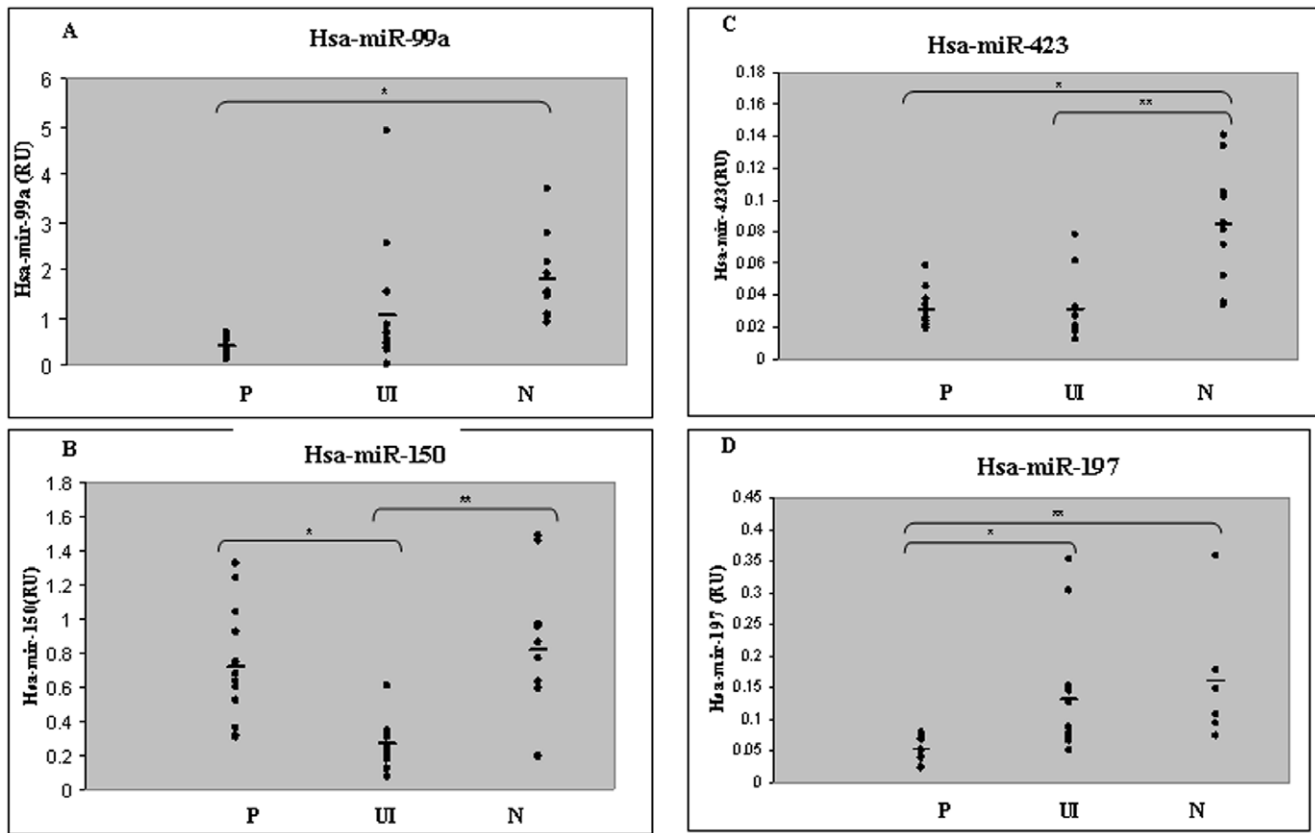 A
Hsa-miR-99a
6
5
4
3
2
1
0
Hsa-mir-99a (RU)
*
P UI N
C
Hsa-miR-423
0.18
0.16
0.14
0.12
0.1
0.08
0.06
0.04
0.02
0
Hsa-mir-423(RU)
*
**
P UI N
B
Hsa-miR-150
1.8
1.6
1.4
1.2
1
0.8
0.6
0.4
0.2
0
Hsa-mir-150(RU)
*
**
P UI N
D
Hsa-miR-197
0.45
0.4
0.35
0.3
0.25
0.2
0.15
0.1
0.05
0
Hsa-mir-197 (RU)
**
*
P UI N